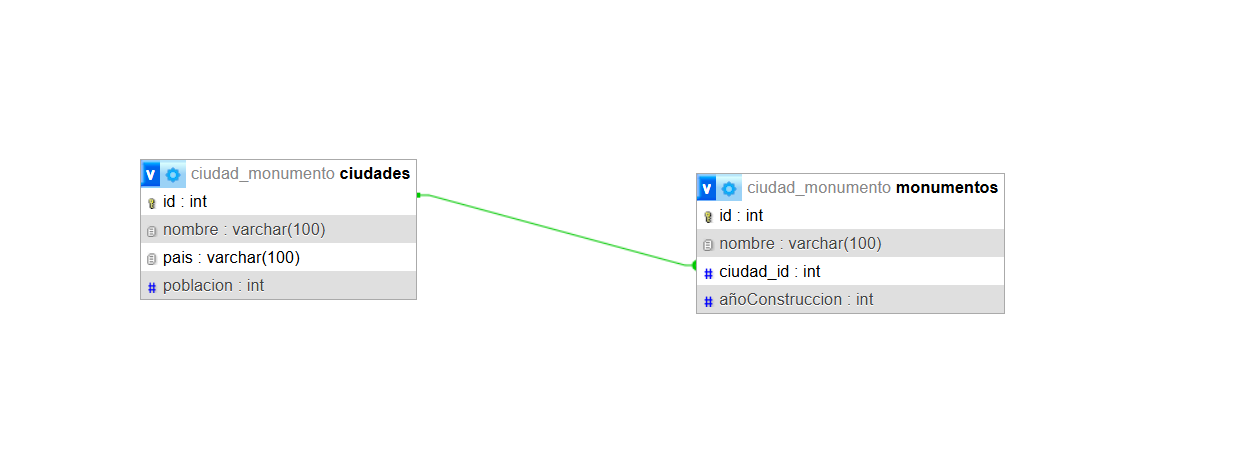 v ciudad_monumento ciudades
id : int
nombre : varchar(100)
pais : varchar(100)
# poblacion : int
v ciudad_monumento monumentos
id : int
nombre : varchar(100)
# ciudad_id : int
# añoConstruccion : int